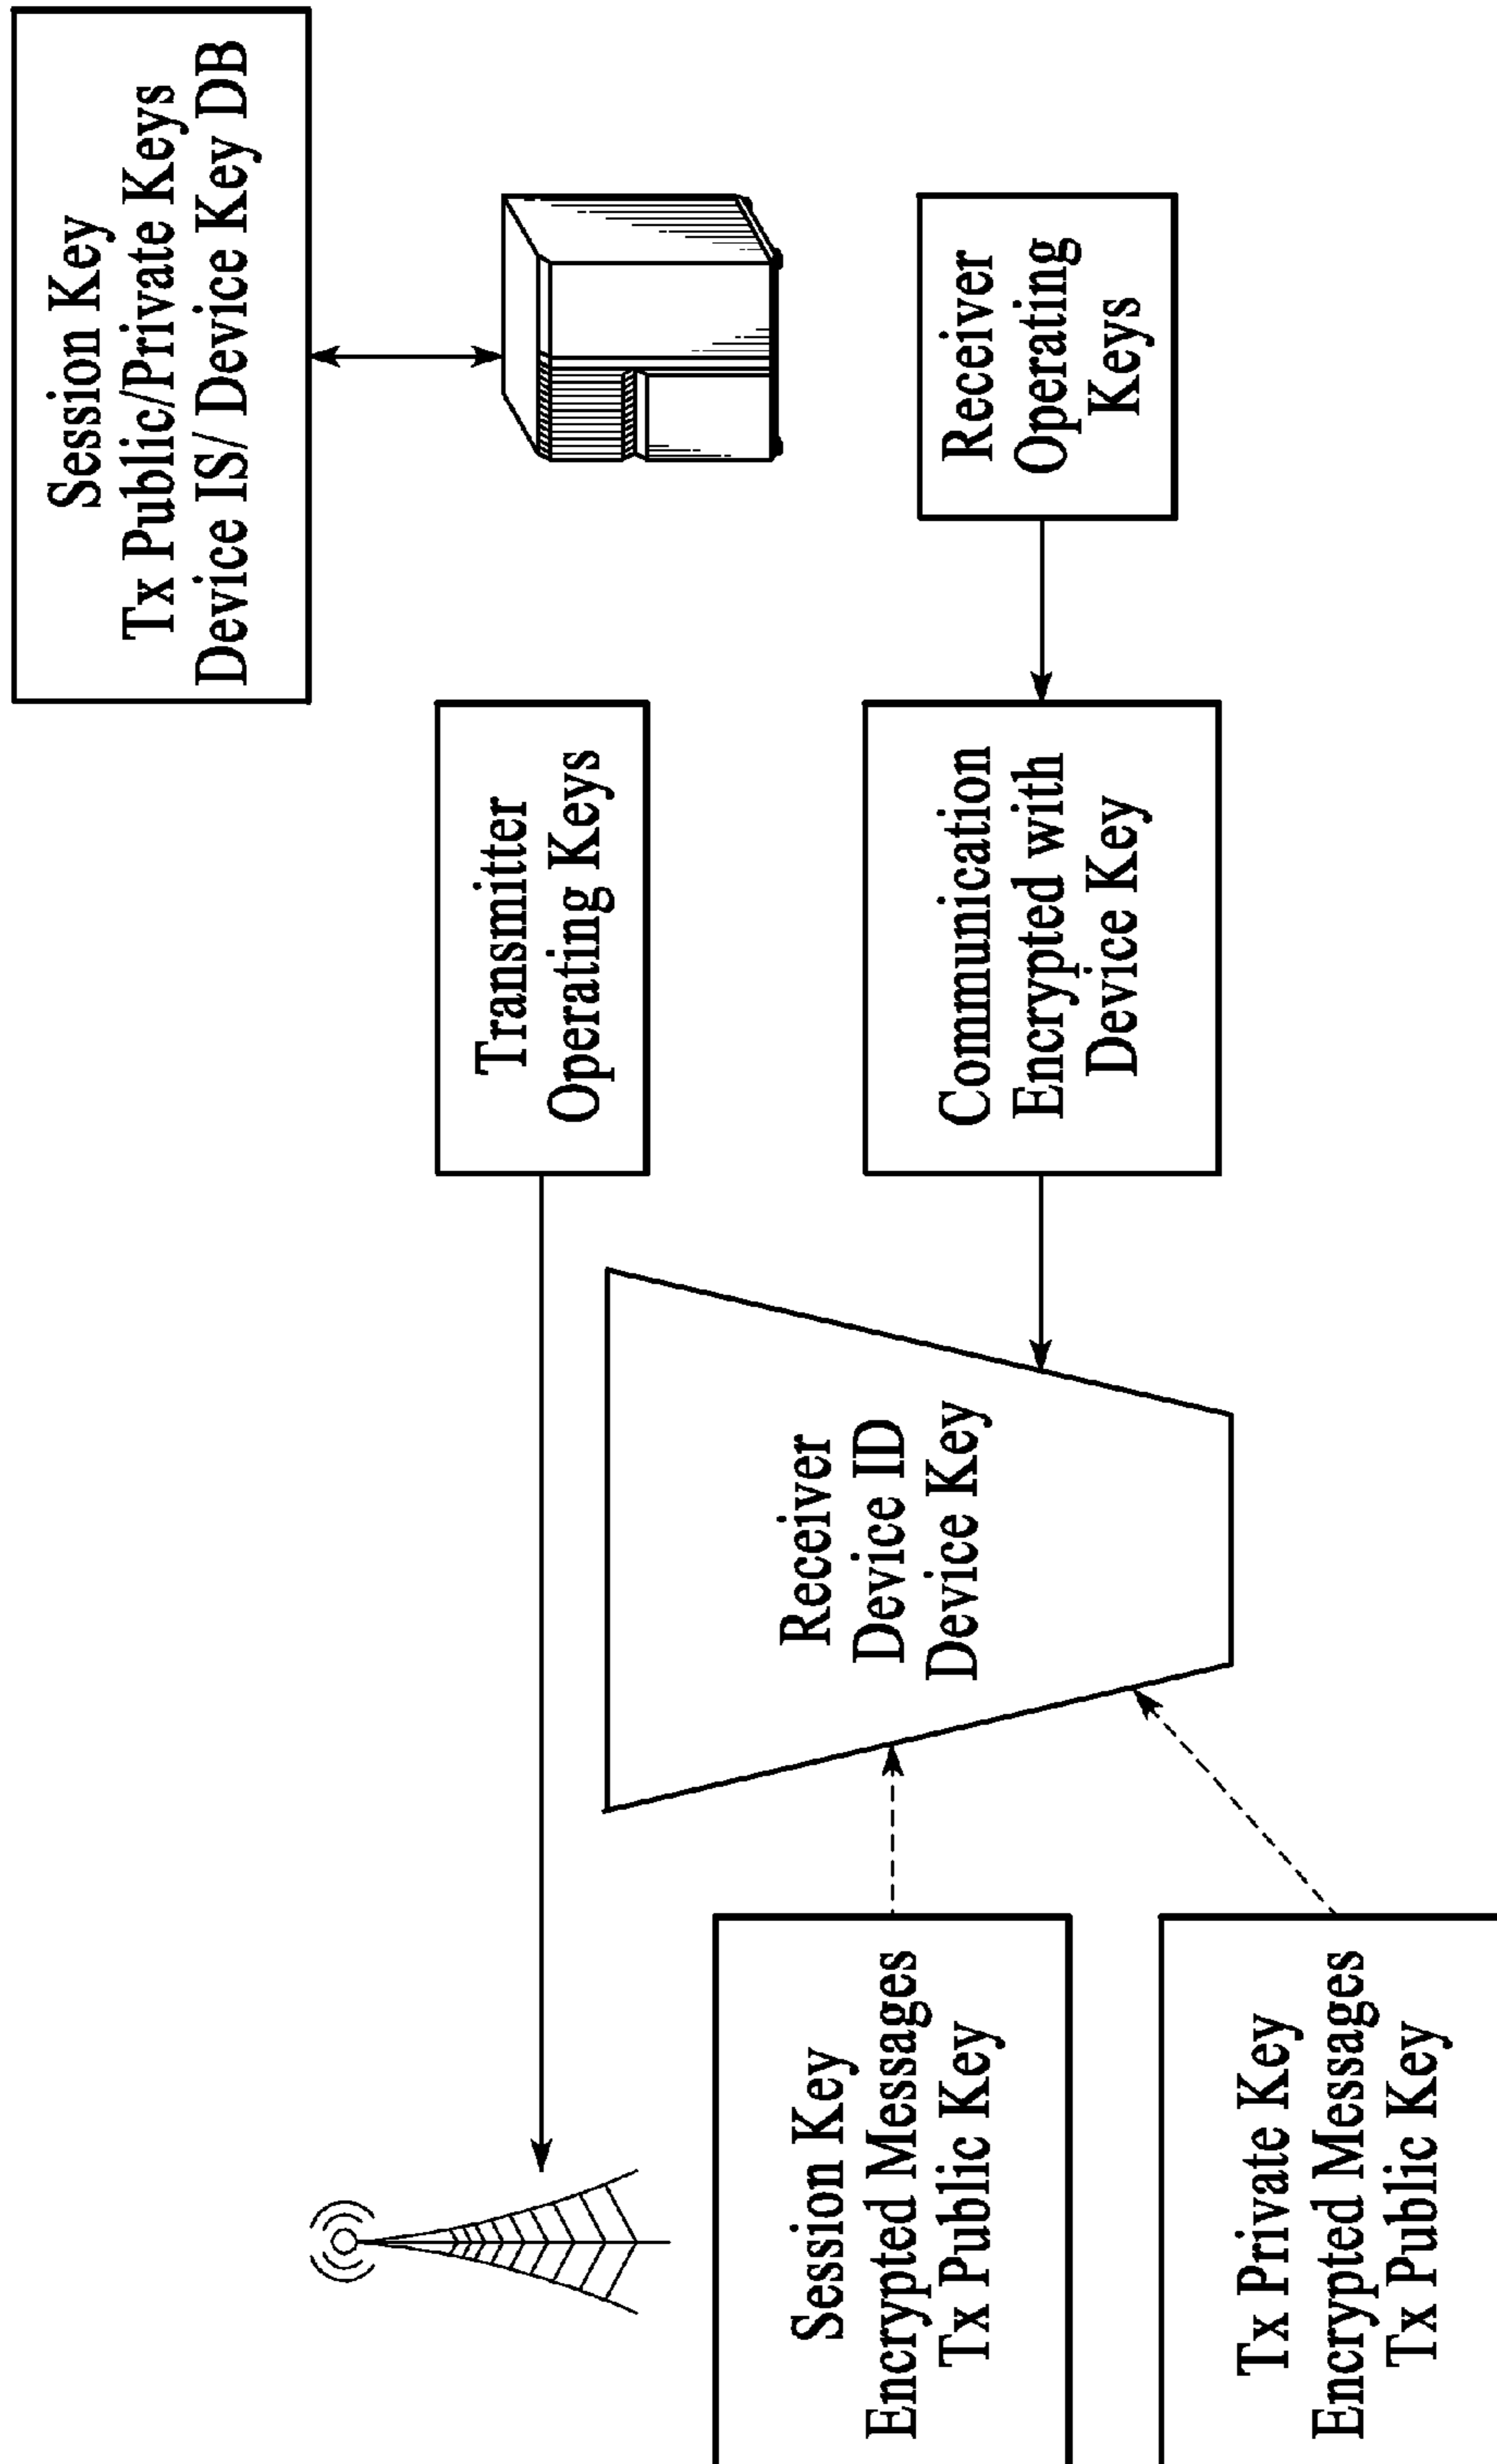 Session Key
Tx Public/Private Keys
Device IS/ Device Key DB
Transmitter
Operating Keys
Receiver
Operating
Keys
Communication
Encrypted with
Device Key
Receiver
Device ID
Device Key
Session Key
Encrypted Messages
Tx Public Key
Tx Private Key
Encrypted Messages
Tx Public Key